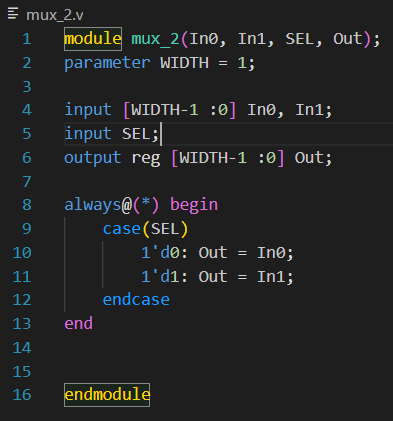 mux_2.v
1 module mux_2(In0, In1, SEL, Out);
2 parameter WIDTH = 1;
3
4 input [WIDTH-1 :0] In0, In1;
5 input SEL;
6 output reg [WIDTH-1 :0] Out;
7
8 always@(*) begin
9     case(SEL)
10         1'd0: Out = In0;
11         1'd1: Out = In1;
12     endcase
13 end
14
15
16 endmodule